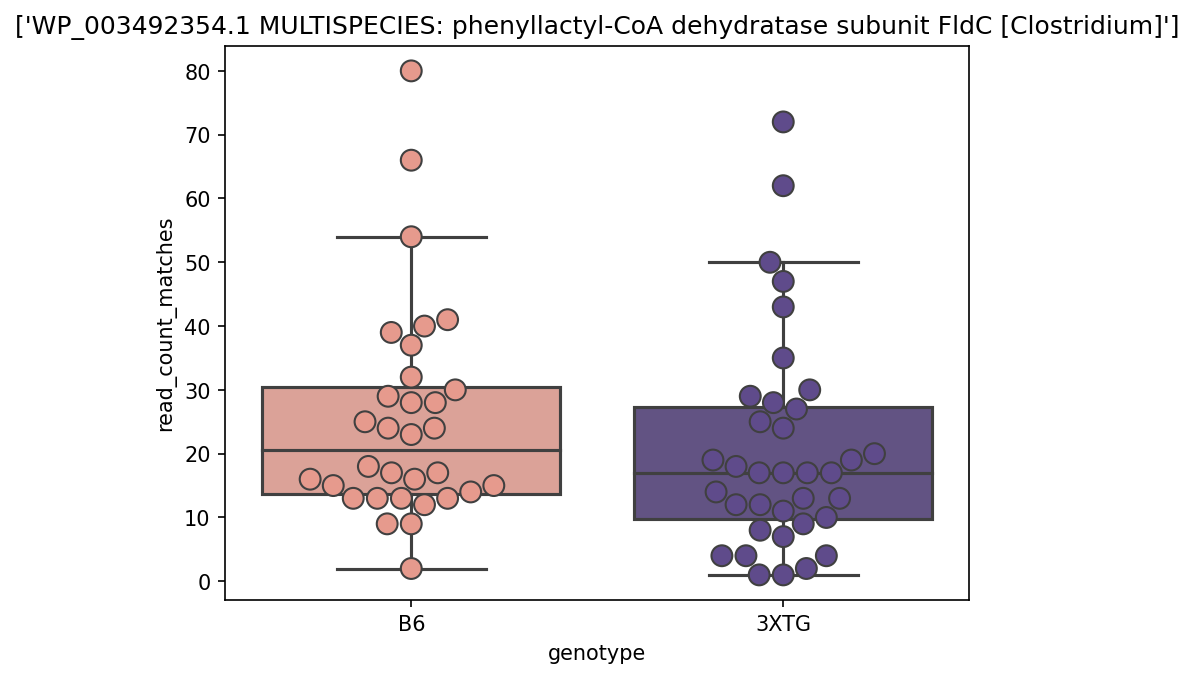 ['WP_003492354.1 MULTISPECIES: phenyllactyl-CoA dehydratase subunit FldC [Clostridium]']
read_count_matches
80
70
60
50
40
30
20
10
0
B6
3XTG
genotype